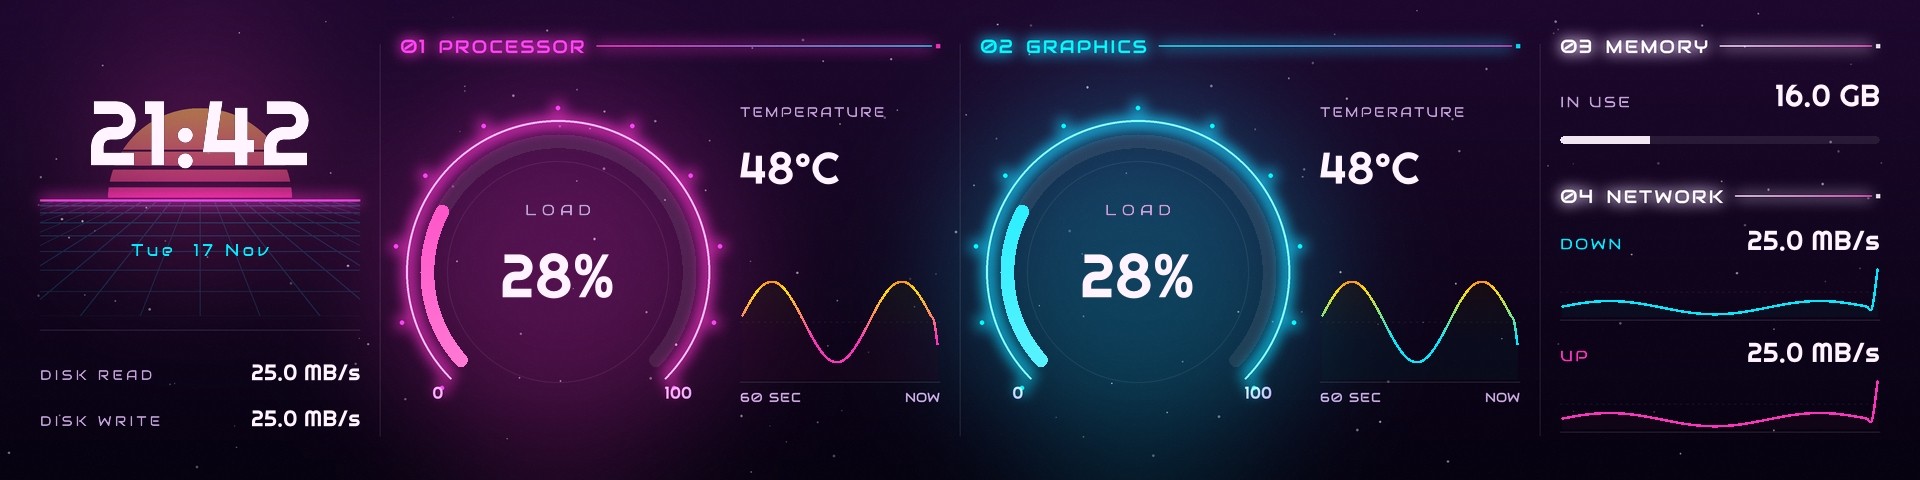 21:42
Tue 17 Nov
DISK READ 25.0 MB/s
DISK WRITE 25.0 MB/s
01 PROCESSOR
LOAD
28%
0 100
TEMPERATURE
48°C
60 SEC NOW
02 GRAPHICS
LOAD
28%
0 100
TEMPERATURE
48°C
60 SEC NOW
03 MEMORY
IN USE 16.0 GB
04 NETWORK
DOWN 25.0 MB/s
UP 25.0 MB/s